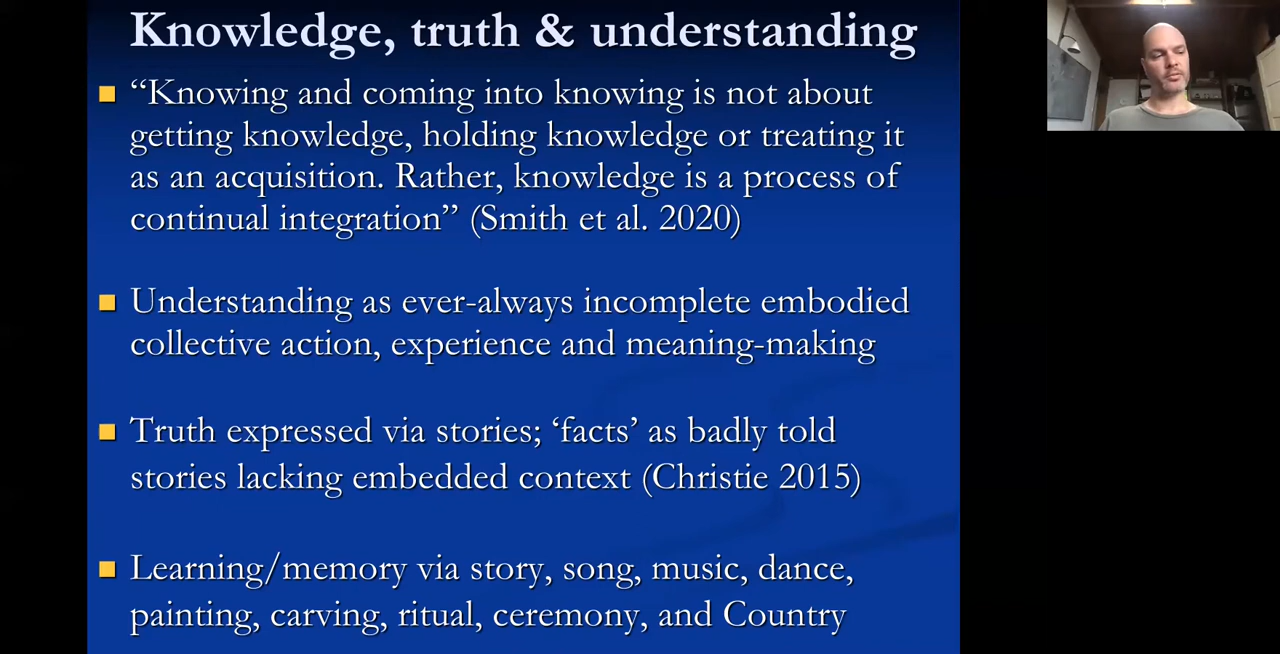 Knowledge, truth & understanding
“Knowing and coming into knowing is not about
getting knowledge, holding knowledge or treating it
as an acquisition. Rather, knowledge is a process of
continual integration” (Smith et al. 2020)
Understanding as ever-always incomplete embodied
collective action, experience and meaning-making
Truth expressed via stories; ‘facts’ as badly told
stories lacking embedded context (Christie 2015)
Learning/memory via story, song, music, dance,
painting, carving, ritual, ceremony, and Country